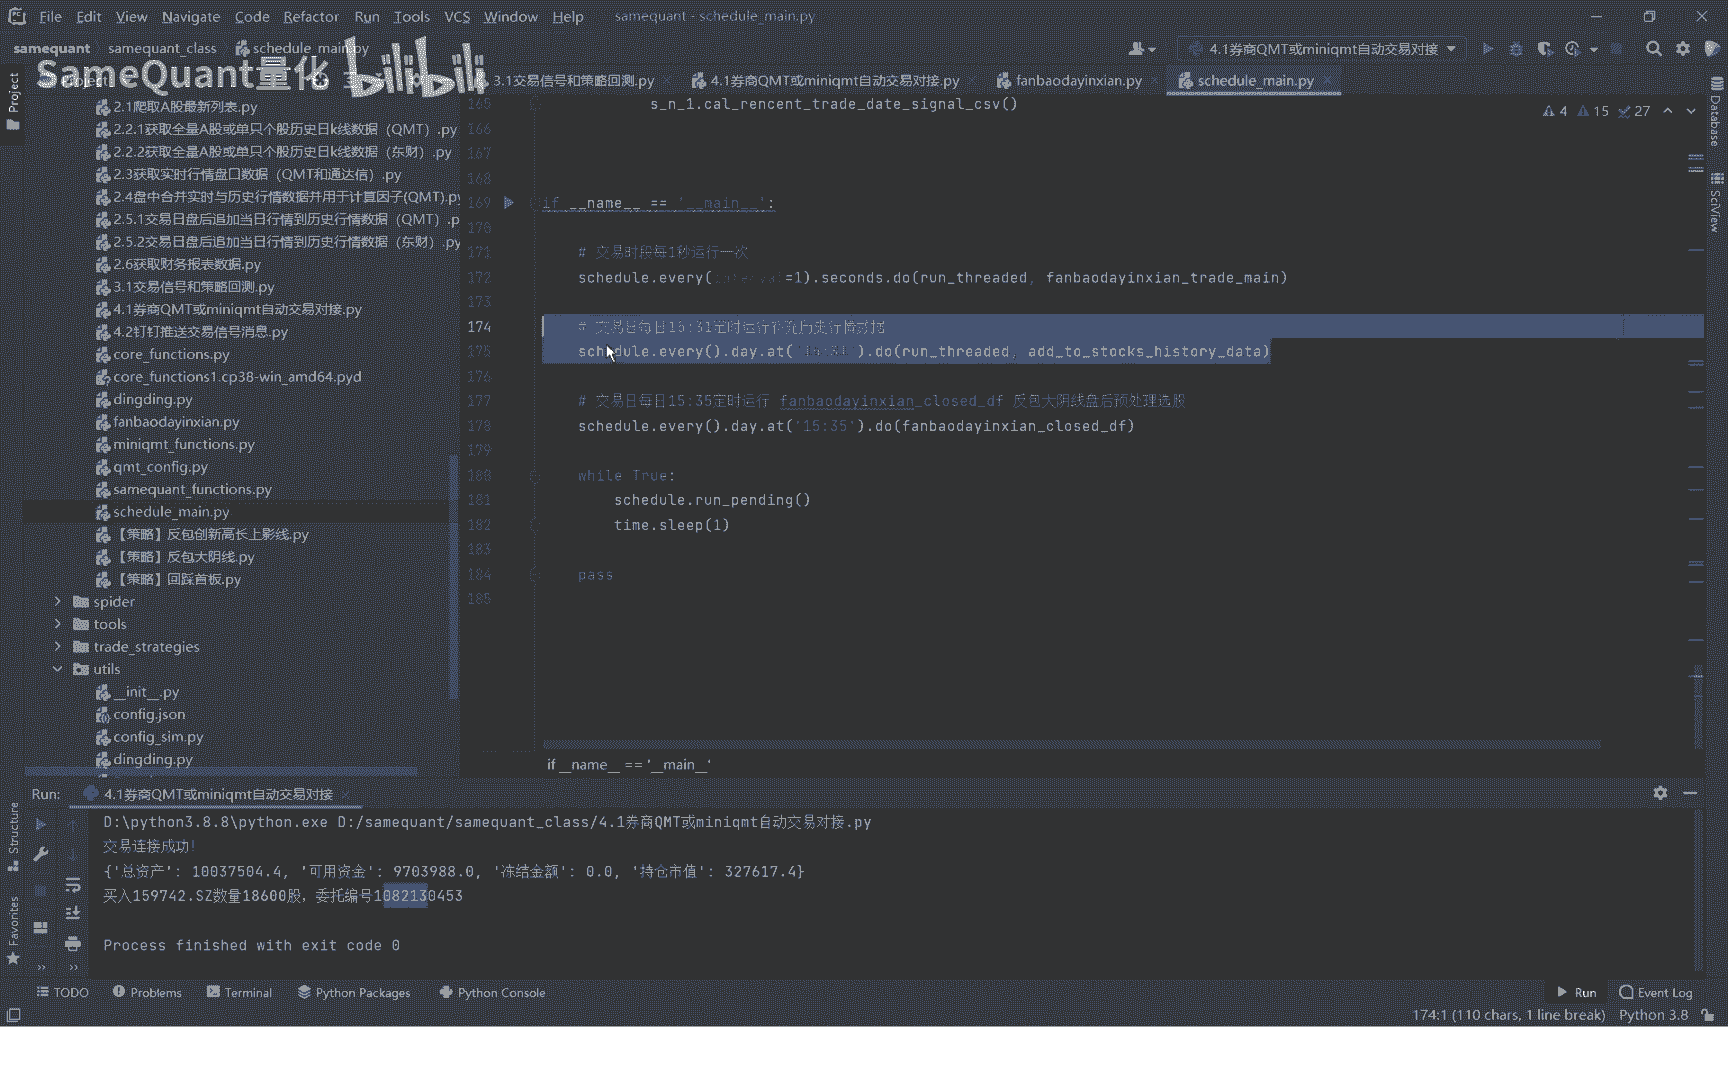 File Edit View Navigate Code Refactor Run Tools VCS Window Help samequant - schedule_main.py
samequant samequant_class schedule_main.py 4.1券商QMT或miniqmt自动交易对接
SameQuant量化 bilibili
Project
3.1交易信号和策略回测.py 4.1券商QMT或miniqmt自动交易对接.py fanbaodayinxian.py schedule_main.py
4 15 27
Database
SciView
2.1爬取A股最新列表.py
2.2.1获取全量A股或单只个股历史日k线数据（QMT）.py
2.2.2获取全量A股或单只个股历史日k线数据（东财）.py
2.3获取实时行情盘口数据（QMT和通达信）.py
2.4盘中合并实时与历史行情数据并用于计算因子(QMT).py
2.5.1交易日盘后追加当日行情到历史行情数据（QMT）.p
2.5.2交易日盘后追加当日行情到历史行情数据（东财）.py
2.6获取财务报表数据.py
3.1交易信号和策略回测.py
4.1券商QMT或miniqmt自动交易对接.py
4.2钉钉推送交易信号消息.py
core_functions.py
core_functions1.cp38-win_amd64.pyd
dingding.py
fanbaodayinxian.py
miniqmt_functions.py
qmt_config.py
samequant_functions.py
schedule_main.py
【策略】反包创新高长上影线.py
【策略】反包大阴线.py
【策略】回踩首板.py
spider
tools
trade_strategies
utils
__init__.py
config.json
config_sim.py
dingding.py
165 s_n_1.cal_rencent_trade_date_signal_csv()
166
167
168
169 if __name__ == '__main__':
170
171 # 交易时段每1秒运行一次
172 schedule.every(interval=1).seconds.do(run_threaded, fanbaodayinxian_trade_main)
173
174 # 交易日每日15:31定时运行补充历史行情数据
175 schedule.every().day.at('15:31').do(run_threaded, add_to_stocks_history_data)
176
177 # 交易日每日15:35定时运行 fanbaodayinxian_closed_df 反包大阴线盘后预处理选股
178 schedule.every().day.at('15:35').do(fanbaodayinxian_closed_df)
179
180 while True:
181 schedule.run_pending()
182 time.sleep(1)
183
184 pass
185
if __name__ == '__main__'
Run: 4.1券商QMT或miniqmt自动交易对接
Structure
Favorites
D:\python3.8.8\python.exe D:/samequant/samequant_class/4.1券商QMT或miniqmt自动交易对接.py
交易连接成功!
{'总资产': 10037504.4, '可用资金': 9703988.0, '冻结金额': 0.0, '持仓市值': 327617.4}
买入159742.SZ数量18600股，委托编号1082130453
Process finished with exit code 0
TODO Problems Terminal Python Packages Python Console Run Event Log
174:1 (110 chars, 1 line break) Python 3.8